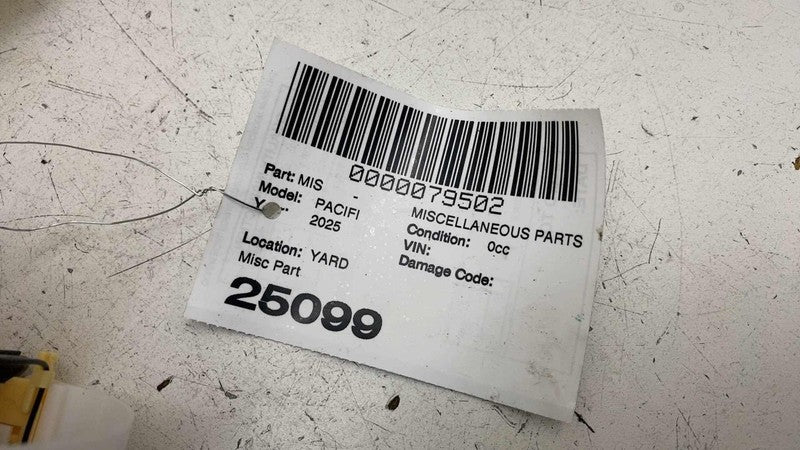 0000079502
Part: MIS - MISCELLANEOUS PARTS
Model: PACIFI Condition: 0cc
2025 VIN:
Location: YARD Damage Code:
Misc Part
25099